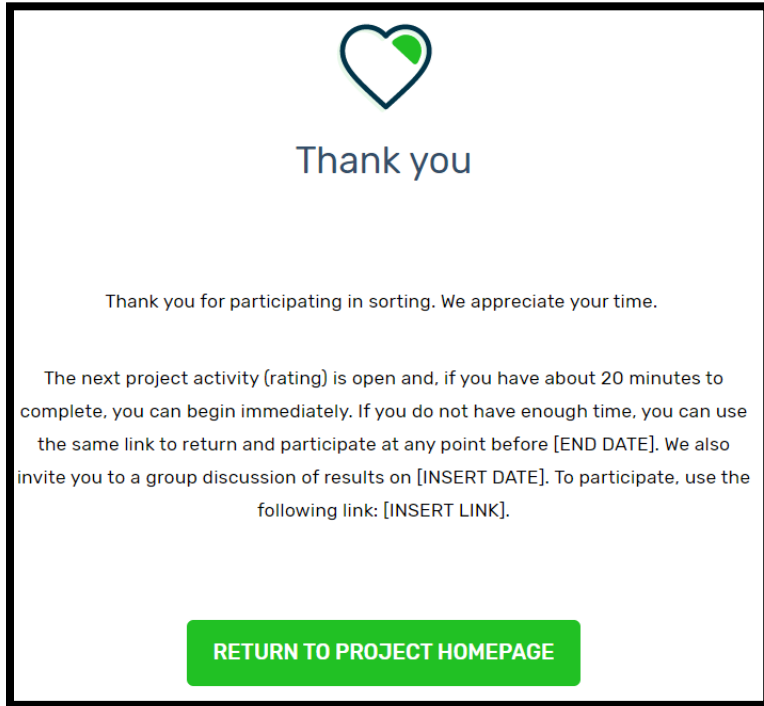 Thank you
Thank you for participating in sorting. We appreciate your time.
The next project activity (rating) is open and, if you have about 20 minutes to
complete, you can begin immediately. If you do not have enough time, you can use
the same link to return and participate at any point before [END DATE]. We also
invite you to a group discussion of results on [INSERT DATE]. To participate, use the
following link: [INSERT LINK].
RETURN TO PROJECT HOMEPAGE